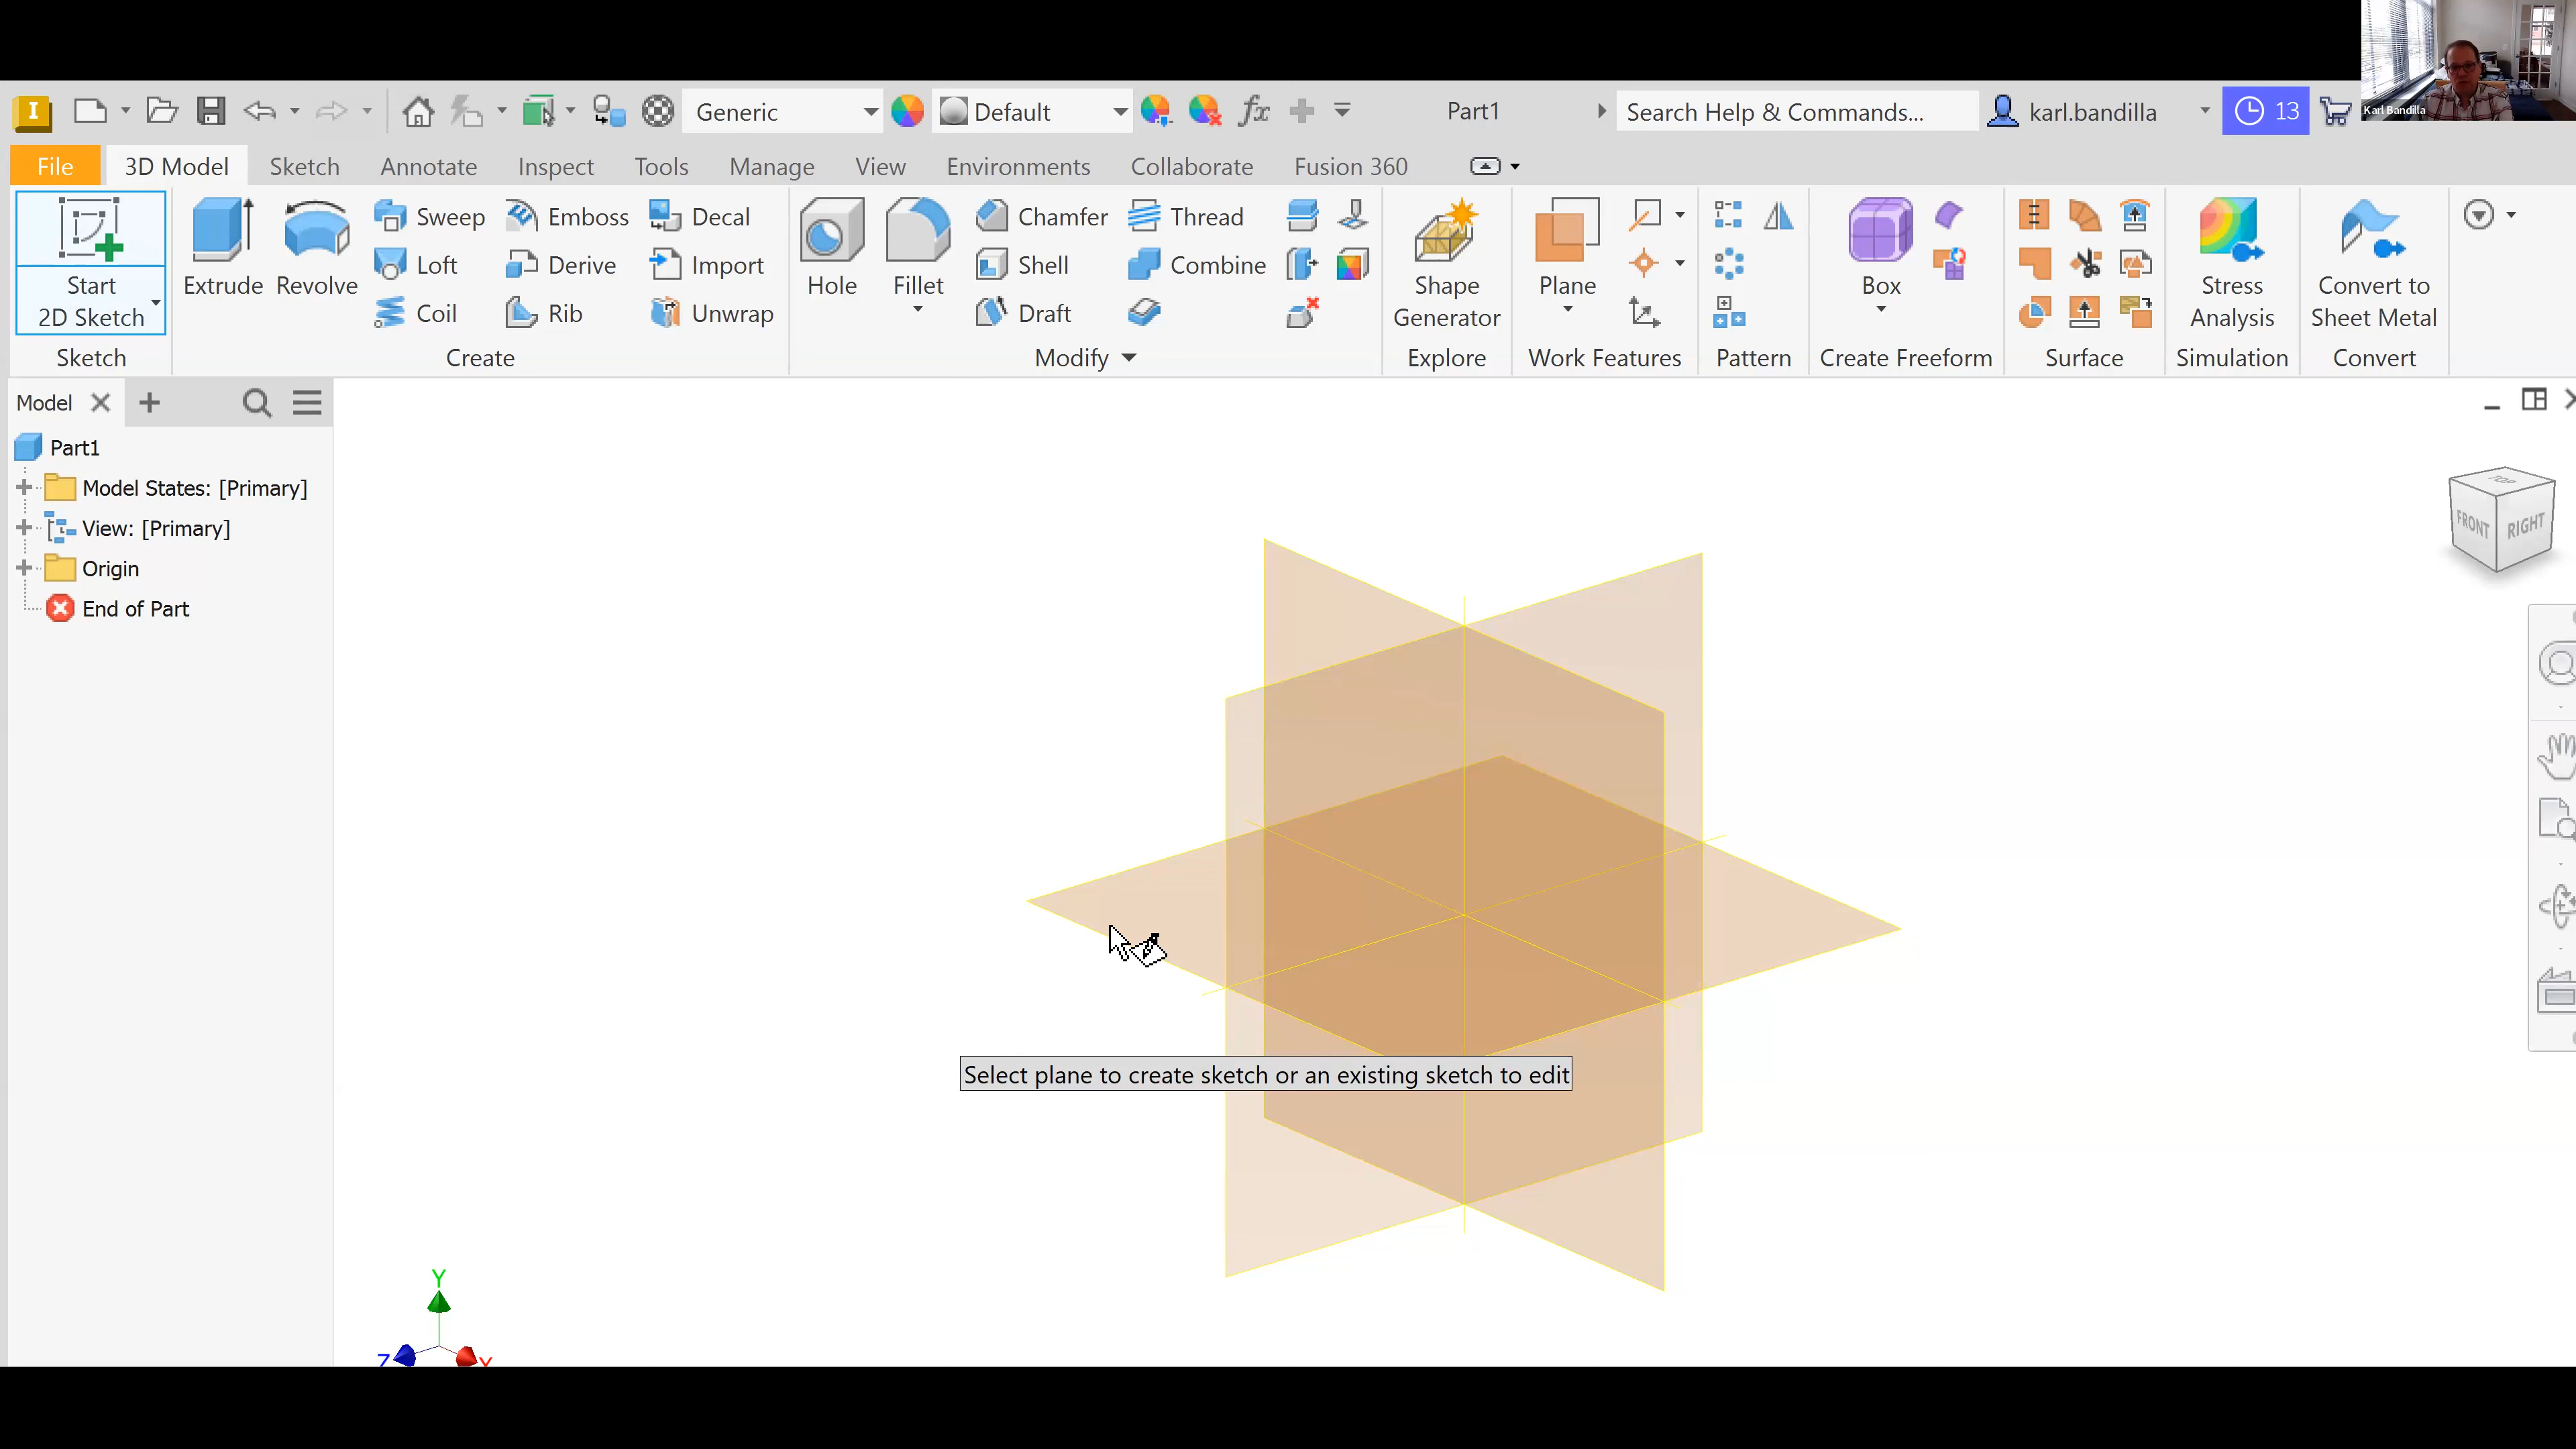 Karl Bandilla
I
Generic
Default
fx
Part1
Search Help & Commands...
karl.bandilla
13
File
3D Model
Sketch
Annotate
Inspect
Tools
Manage
View
Environments
Collaborate
Fusion 360
Start
2D Sketch
Extrude
Revolve
Sweep
Loft
Coil
Emboss
Derive
Rib
Decal
Import
Unwrap
Hole
Fillet
Chamfer
Shell
Draft
Thread
Combine
Shape
Generator
Plane
Box
Stress
Analysis
Convert to
Sheet Metal
Sketch
Create
Modify
Explore
Work Features
Pattern
Create Freeform
Surface
Simulation
Convert
Model
Part1
Model States: [Primary]
View: [Primary]
Origin
End of Part
TOP
FRONT
RIGHT
Select plane to create sketch or an existing sketch to edit
Y
Z